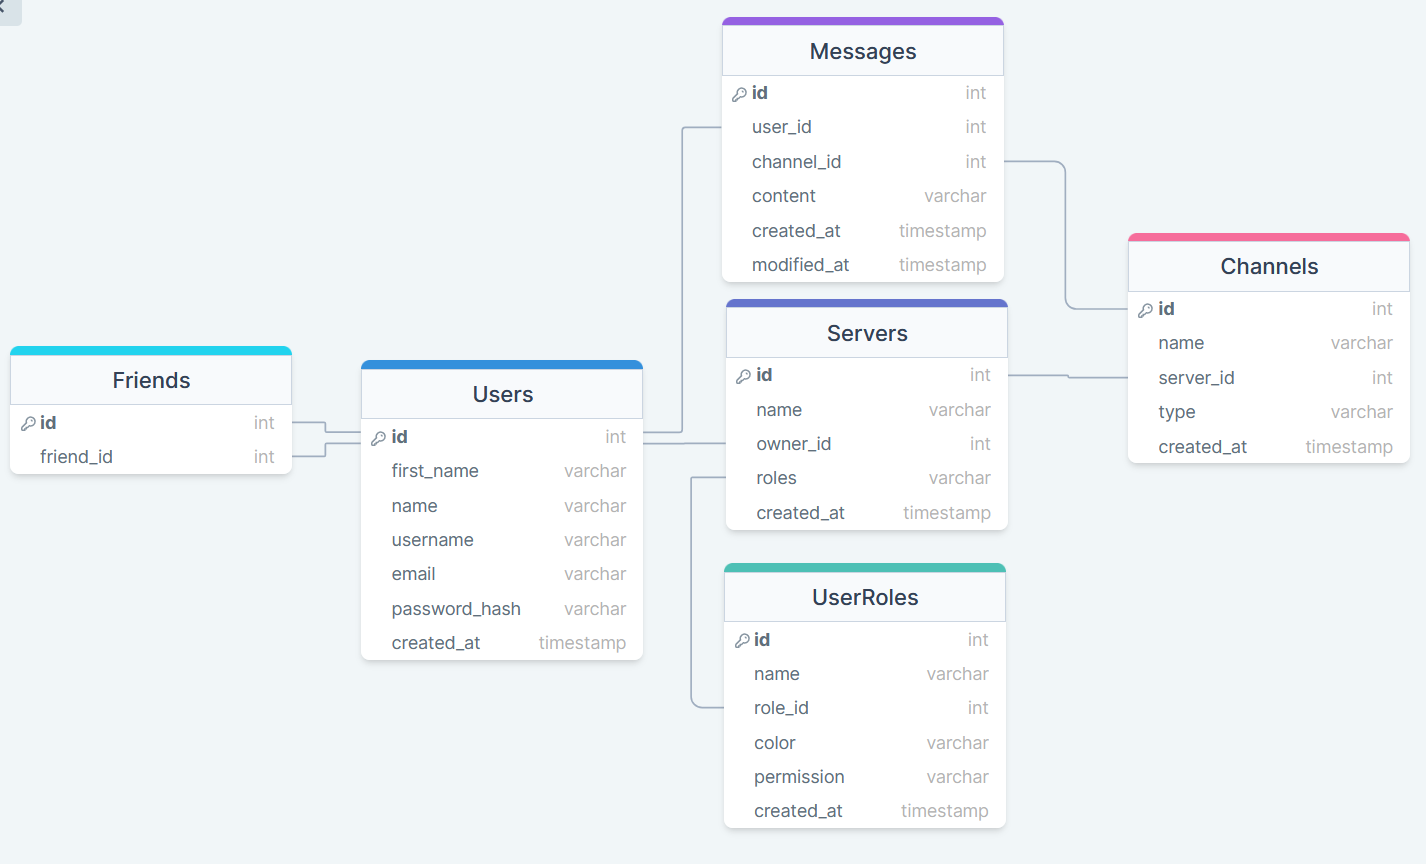 Messages
id int
user_id int
channel_id int
content varchar
created_at timestamp
modified_at timestamp
Channels
id int
name varchar
server_id int
type varchar
created_at timestamp
Servers
id int
name varchar
owner_id int
roles varchar
created_at timestamp
Friends
id int
friend_id int
Users
id int
first_name varchar
name varchar
username varchar
email varchar
password_hash varchar
created_at timestamp
UserRoles
id int
name varchar
role_id int
color varchar
permission varchar
created_at timestamp